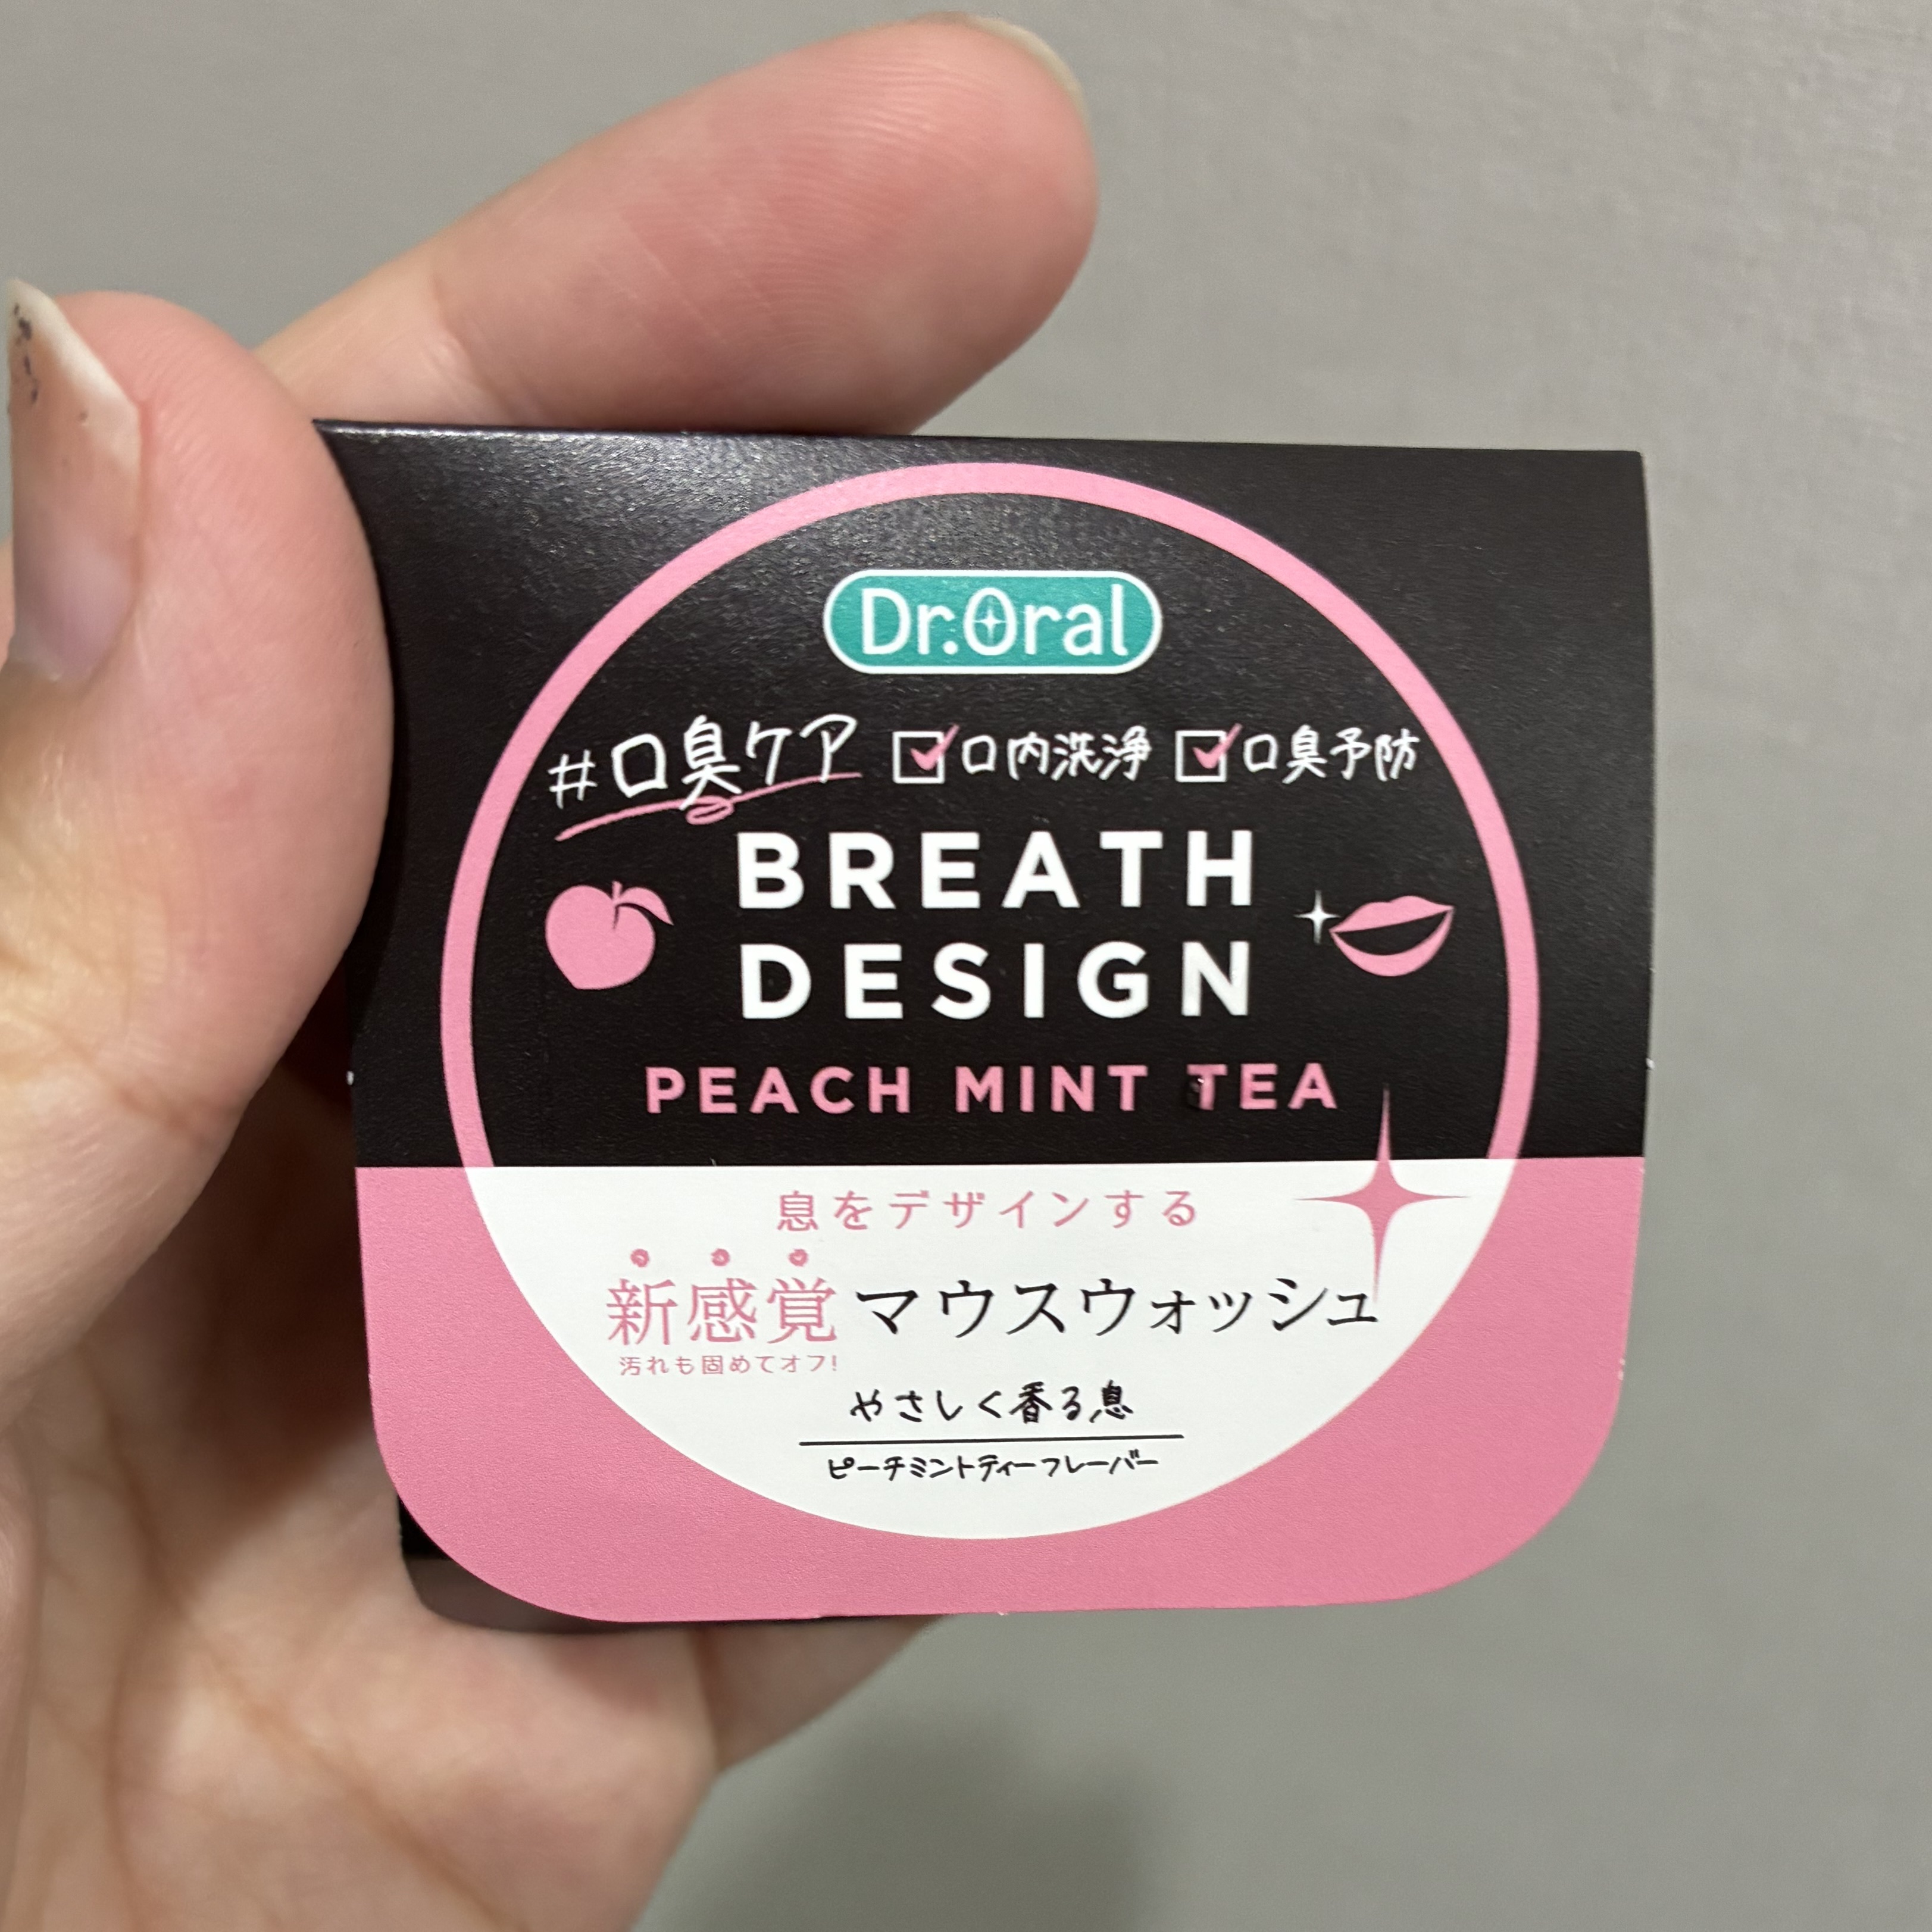 Dr.Oral
#口臭ケア ☑口内洗浄 ☑口臭予防
BREATH
DESIGN
PEACH MINT TEA
息をデザインする
新感覚マウスウォッシュ
汚れも固めてオフ!
やさしく香る息
ピーチミントティーフレーバー